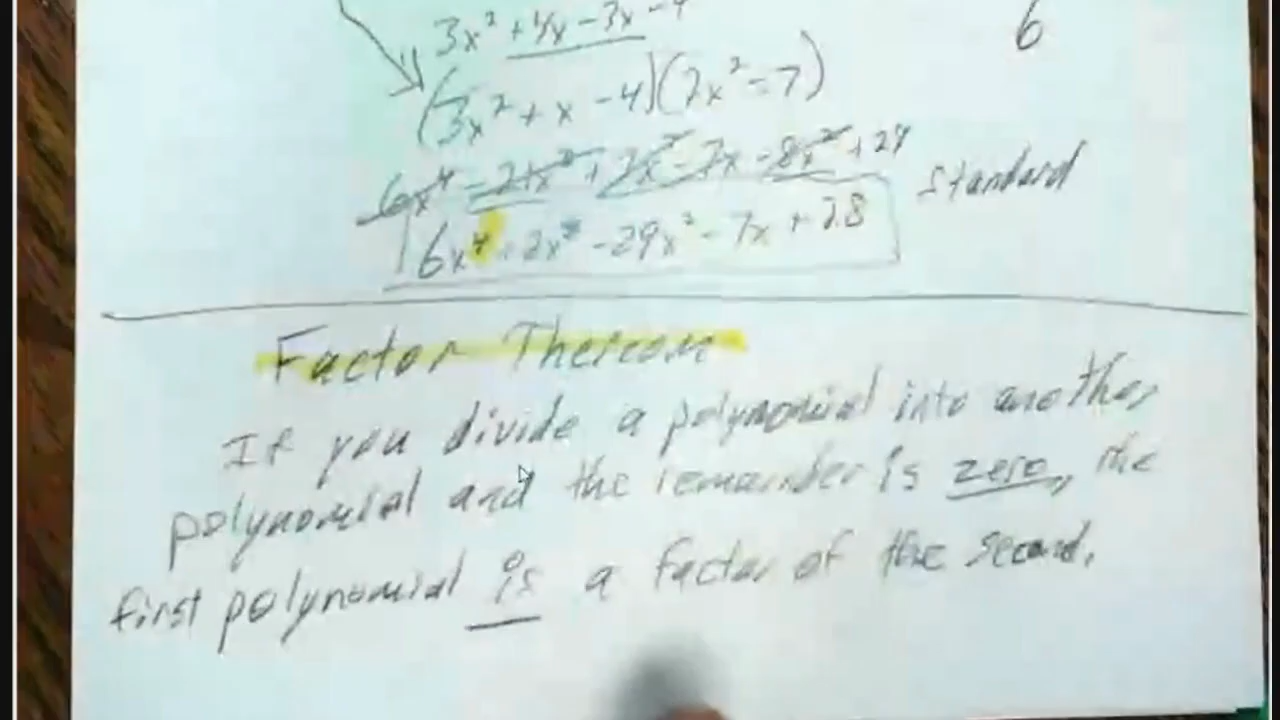 3x² + 4x - 3x - 4
6
(3x² + x - 4)(2x² - 7)
6x⁴ - 21x² + 2x³ - 7x - 8x² + 28
Standard
6x⁴ + 2x³ - 29x² - 7x + 28
Factor Thereom
If you divide a polynomial into another
polynomial and the remainder is zero, the
first polynomial is a factor of the second.